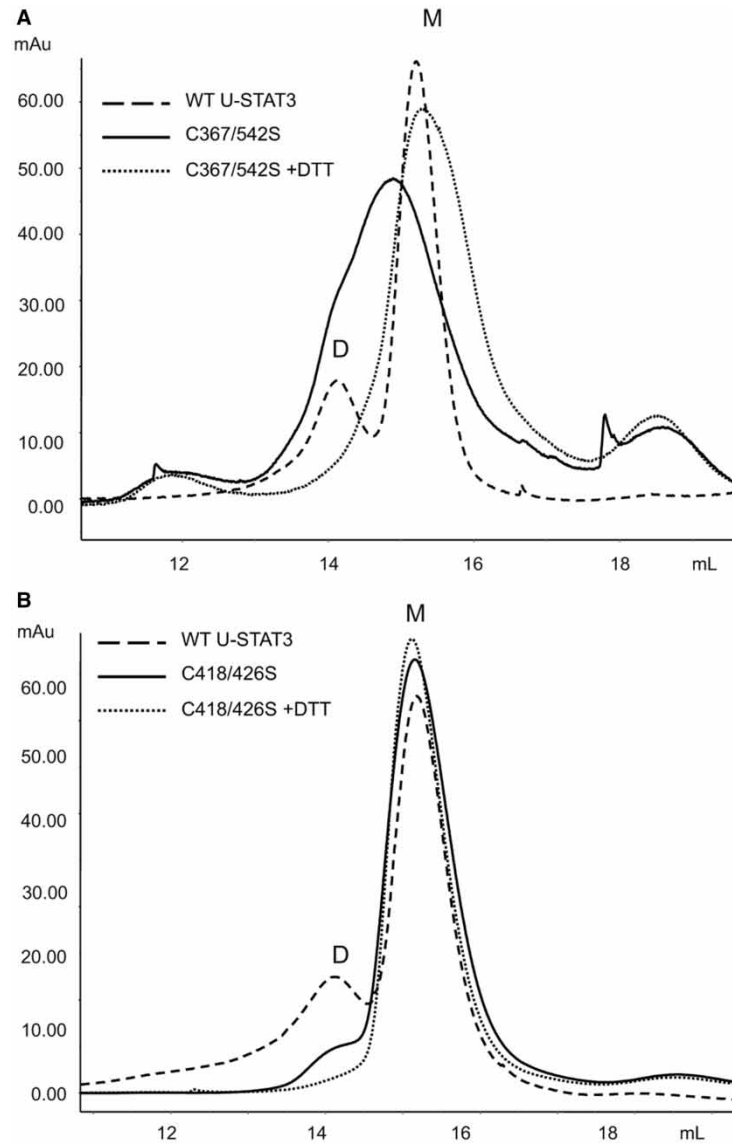 A
M
mAu
60.00
WT U-STAT3
C367/542S
50.00
C367/542S +DTT
40.00
30.00
D
20.00
10.00
0.00
12 14 16 18 mL
B
M
mAu
WT U-STAT3
60.00
C418/426S
C418/426S +DTT
50.00
40.00
30.00
D
20.00
10.00
0.00
12 14 16 18 mL